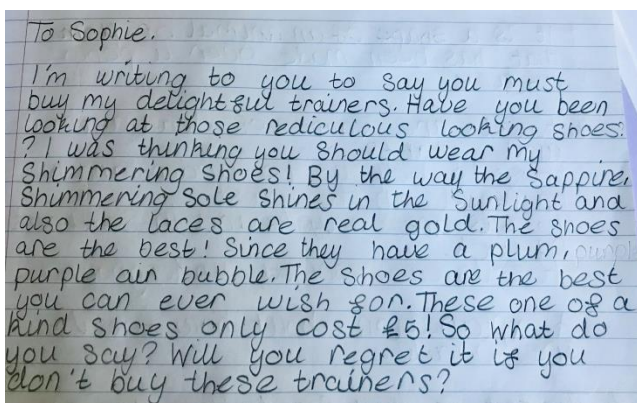 To Sophie.
I'm writing to you to say you must
buy my delightful trainers. Have you been
looking at those rediculous looking shoes.
? I was thinking you should wear my
Shimmering Shoes! By the way the Sappire,
Shimmering Sole Shines in the Sunlight and
also the laces are real gold. The shoes
are the best! Since they have a plum,
purple air bubble. The Shoes are the best
you can ever wish for. These one of a
kind shoes only cost £5! So what do
you say? Will you regret it if you
don't buy these trainers?